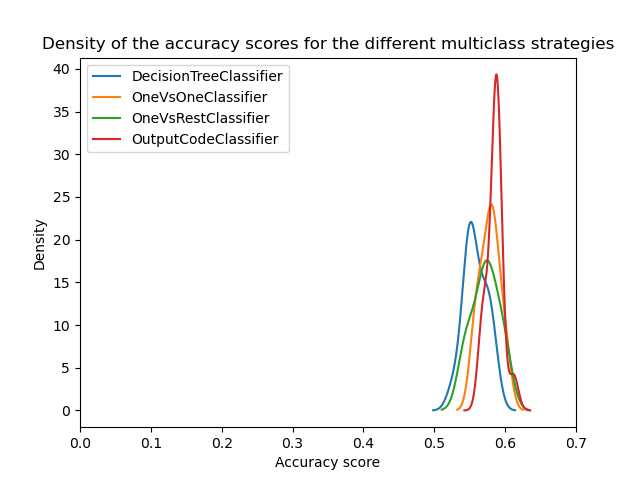 Density of the accuracy scores for the different multiclass strategies
DecisionTreeClassifier
OneVsOneClassifier
OneVsRestClassifier
OutputCodeClassifier
40
35
30
25
20
15
10
5
0
Density
0.0 0.1 0.2 0.3 0.4 0.5 0.6 0.7
Accuracy score